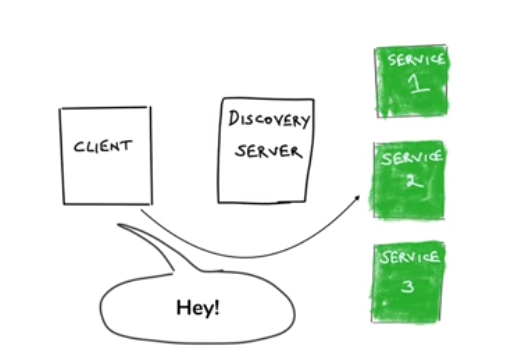 CLIENT
DISCOVERY
SERVER
SERVICE
1
SERVICE
2
SERVICE
3
Hey!